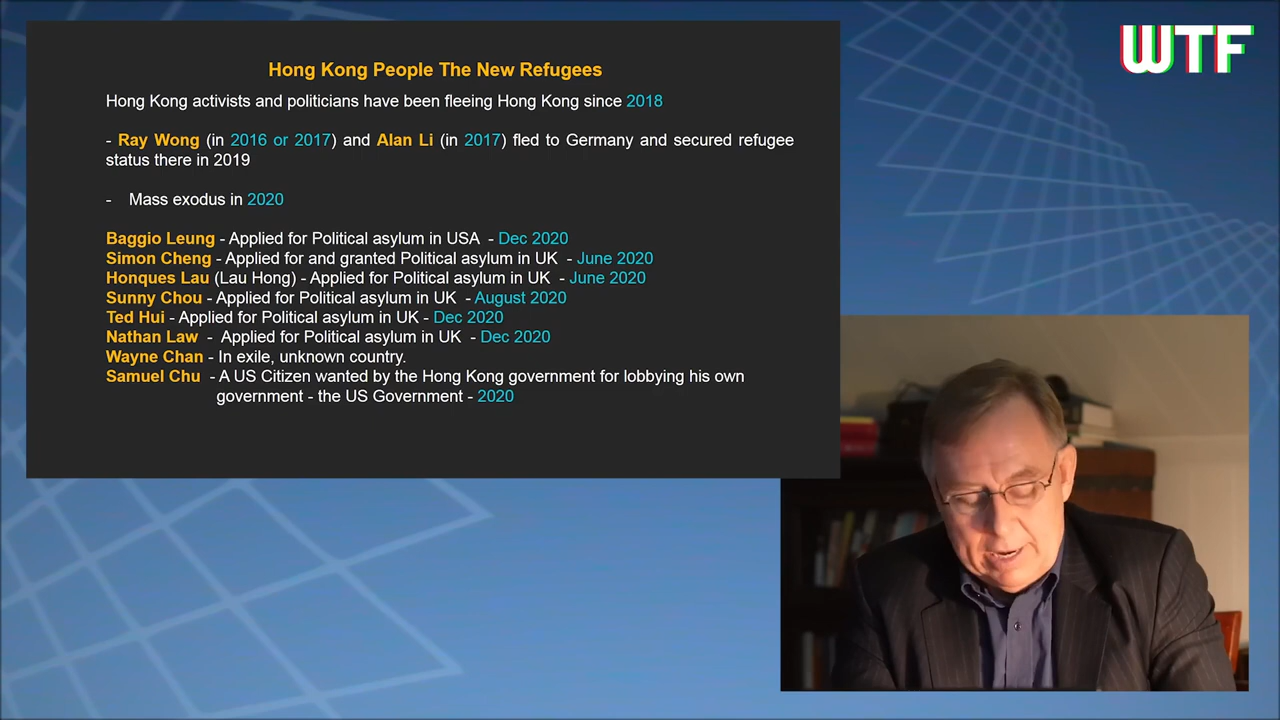 WTF
Hong Kong People The New Refugees
Hong Kong activists and politicians have been fleeing Hong Kong since 2018
- Ray Wong (in 2016 or 2017) and Alan Li (in 2017) fled to Germany and secured refugee
status there in 2019
- Mass exodus in 2020
Baggio Leung - Applied for Political asylum in USA - Dec 2020
Simon Cheng - Applied for and granted Political asylum in UK - June 2020
Honques Lau (Lau Hong) - Applied for Political asylum in UK - June 2020
Sunny Chou - Applied for Political asylum in UK - August 2020
Ted Hui - Applied for Political asylum in UK - Dec 2020
Nathan Law - Applied for Political asylum in UK - Dec 2020
Wayne Chan - In exile, unknown country.
Samuel Chu - A US Citizen wanted by the Hong Kong government for lobbying his own
government - the US Government - 2020